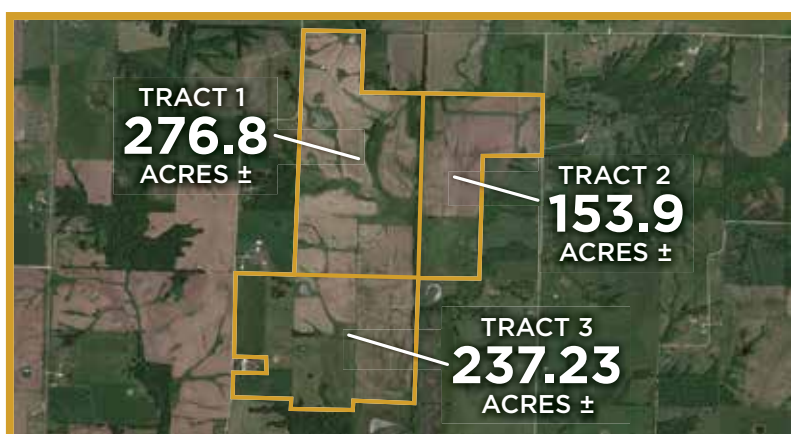 TRACT 1
276.8
ACRES ±
TRACT 2
153.9
ACRES ±
TRACT 3
237.23
ACRES ±